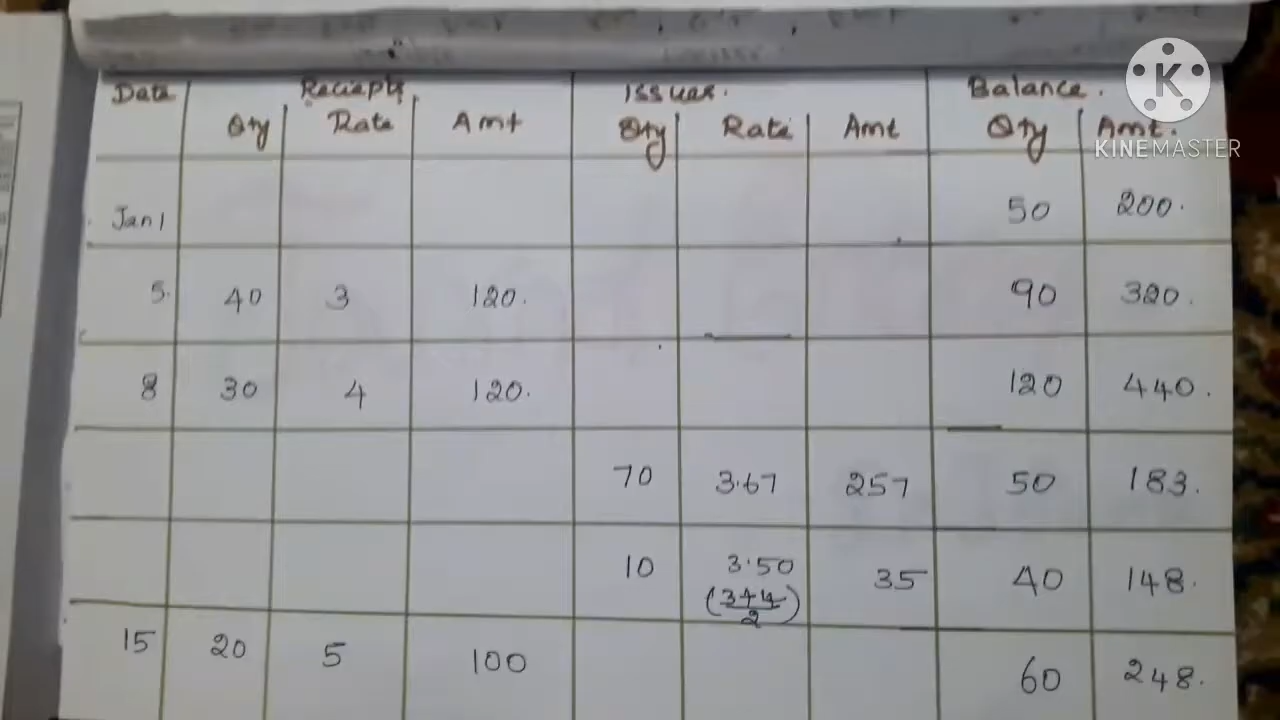 Date Reciepts Issues. Balance.
Qty Rate Amt Qty Rate Amt Qty Amt.
KINEMASTER
Jan 1 50 200.
5. 40 3 120. 90 320.
8 30 4 120. 120 440.
70 3.67 257 50 183.
10 3.50 35 40 148.
(3+4/2)
15 20 5 100 60 248.